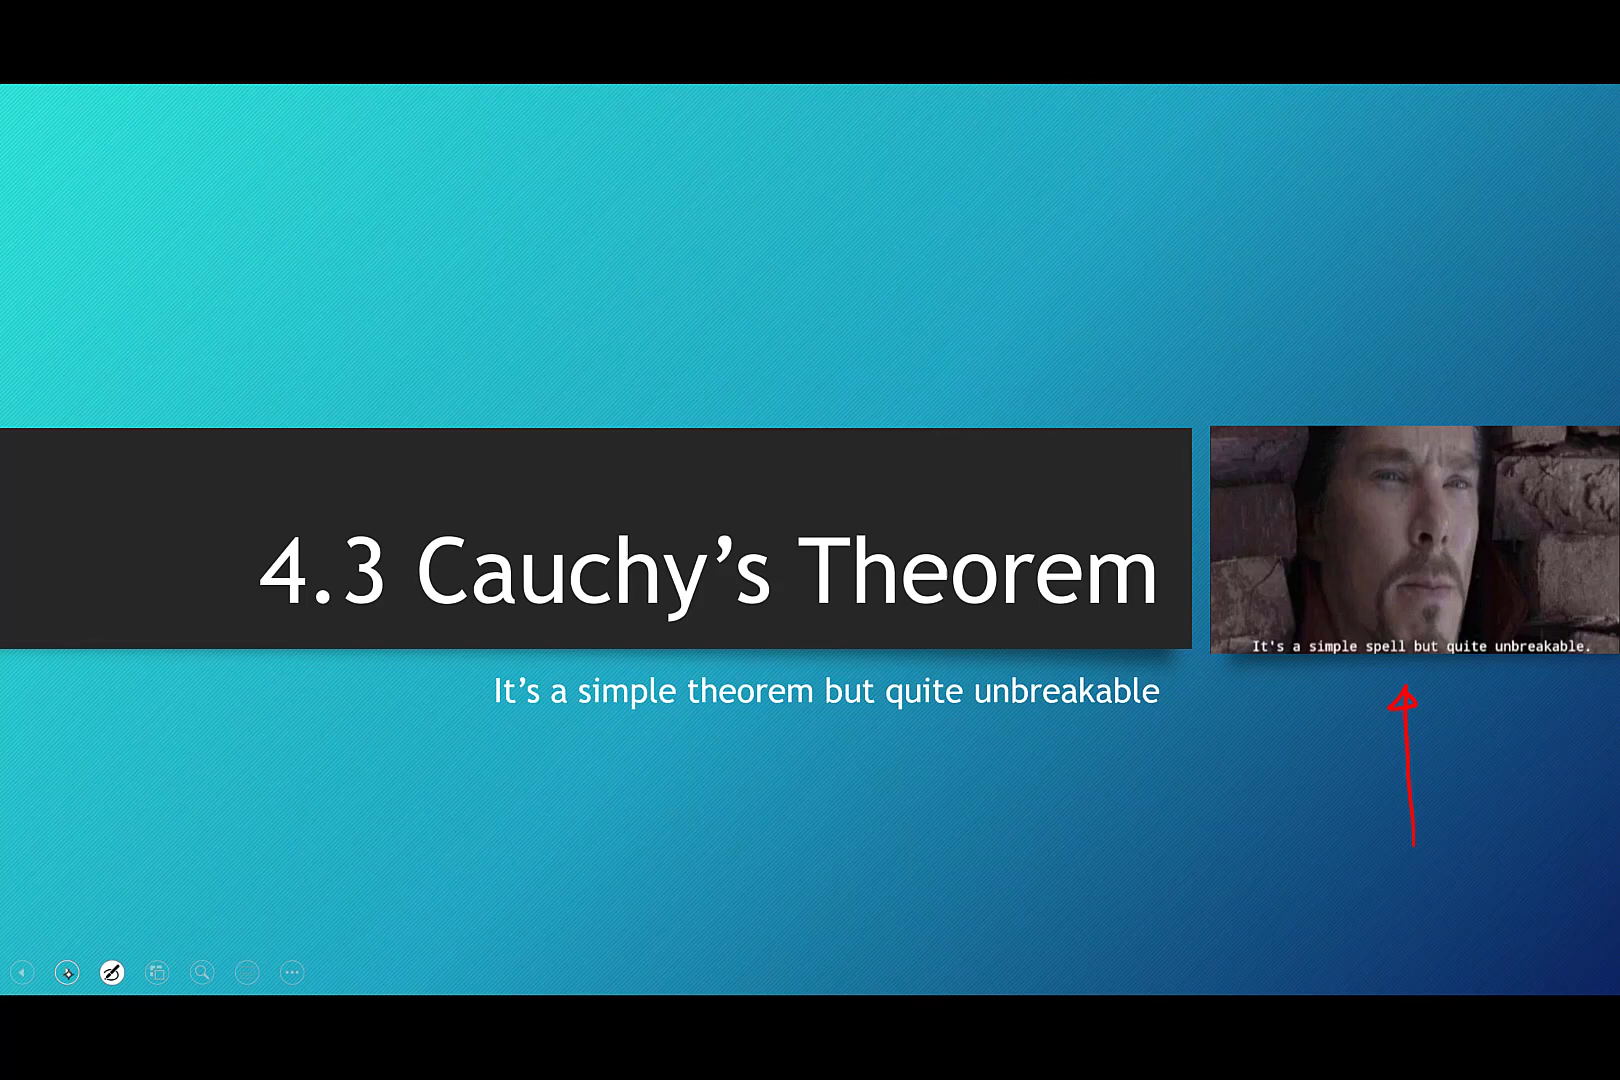 4.3 Cauchy’s Theorem
It's a simple spell but quite unbreakable.
It’s a simple theorem but quite unbreakable